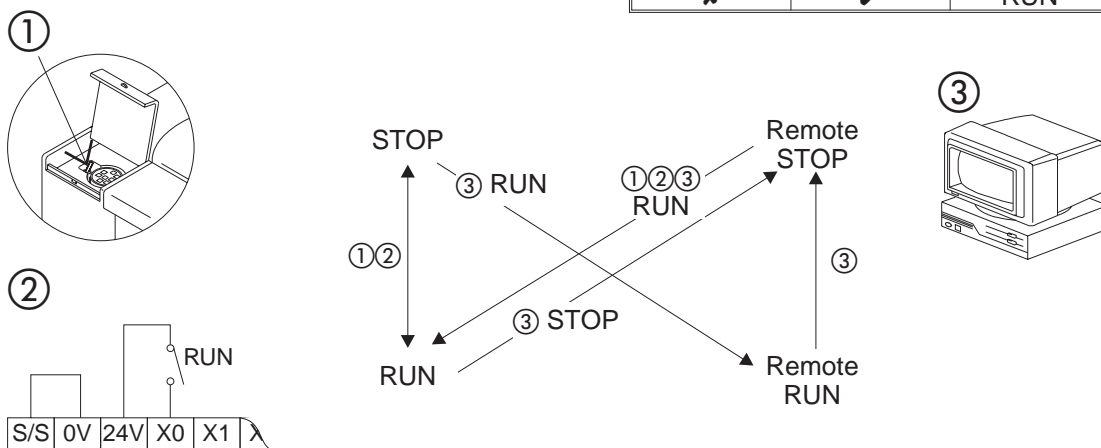 RUN
①
③
STOP
Remote
STOP
③ RUN
①②③
RUN
①②
③
②
③ STOP
RUN
RUN
Remote
RUN
S/S 0V 24V X0 X1